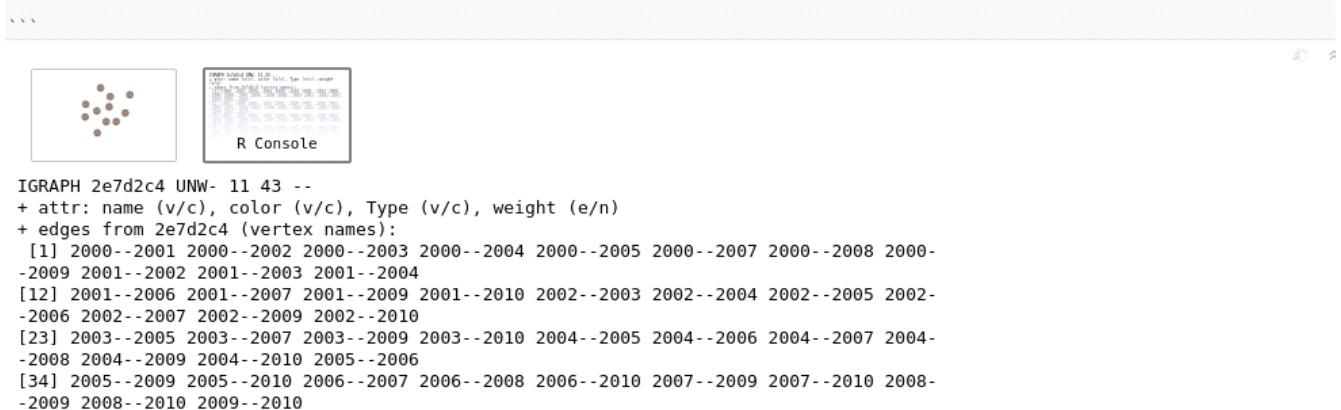 ```
R Console
IGRAPH 2e7d2c4 UNW- 11 43 --
+ attr: name (v/c), color (v/c), Type (v/c), weight (e/n)
+ edges from 2e7d2c4 (vertex names):
[1] 2000--2001 2000--2002 2000--2003 2000--2004 2000--2005 2000--2007 2000--2008 2000-
-2009 2001--2002 2001--2003 2001--2004
[12] 2001--2006 2001--2007 2001--2009 2001--2010 2002--2003 2002--2004 2002--2005 2002-
-2006 2002--2007 2002--2009 2002--2010
[23] 2003--2005 2003--2007 2003--2009 2003--2010 2004--2005 2004--2006 2004--2007 2004-
-2008 2004--2009 2004--2010 2005--2006
[34] 2005--2009 2005--2010 2006--2007 2006--2008 2006--2010 2007--2009 2007--2010 2008-
-2009 2008--2010 2009--2010